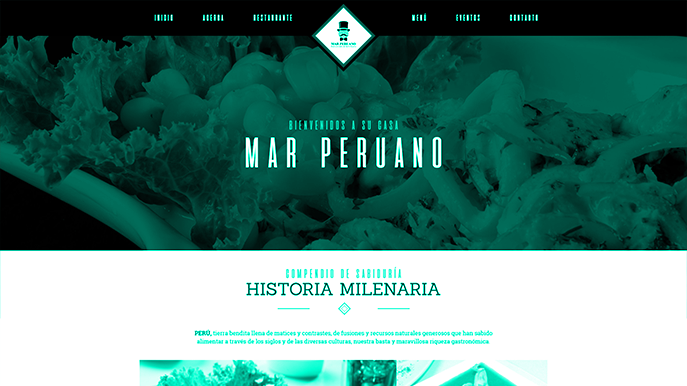 INICIO ACERCA RESTAURANTE MENÚ EVENTOS CONTACTO
MAR PERUANO
BIENVENIDOS A SU CASA
MAR PERUANO
COMPENDIO DE SABIDURÍA
HISTORIA MILENARIA
PERÚ, tierra bendita llena de matices y contrastes, de fusiones y recursos naturales generosos que han sabido
alimentar a través de los siglos y de las diversas culturas, nuestra basta y maravillosa riqueza gastronómica.